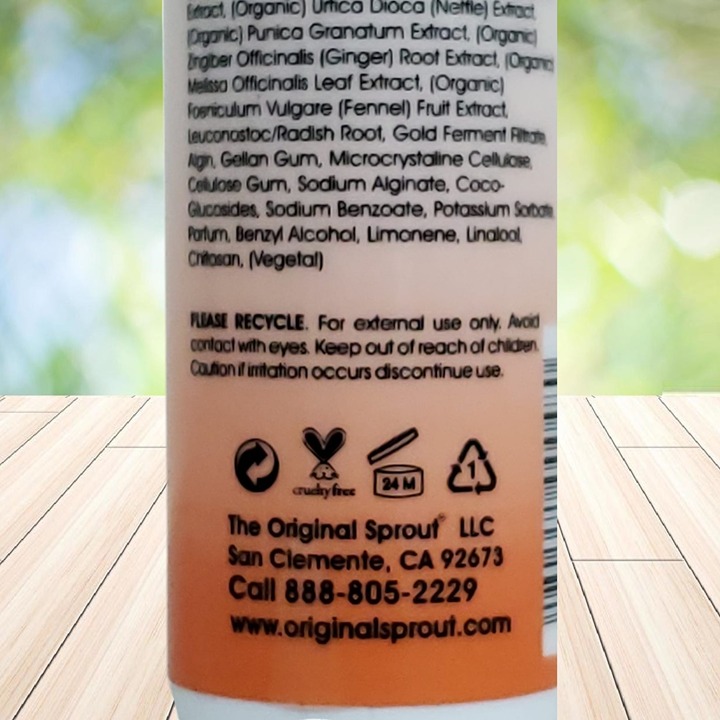 Extract, (Organic) Urtica Dioca (Nettle) Extract,
(Organic) Punica Granatum Extract, (Organic)
Zingiber Officinalis (Ginger) Root Extract, (Organic)
Melissa Officinalis Leaf Extract, (Organic)
Foeniculum Vulgare (Fennel) Fruit Extract,
Leuconostoc/Radish Root, Gold Ferment Filtrate,
Algin, Gellan Gum, Microcrystaline Cellulose,
Cellulose Gum, Sodium Alginate, Coco-
Glucosides, Sodium Benzoate, Potassium Sorbate,
Parfum, Benzyl Alcohol, Limonene, Linalool,
Chitosan, (Vegetal)
PLEASE RECYCLE. For external use only. Avoid
contact with eyes. Keep out of reach of children.
Caution if irritation occurs discontinue use.
cruelty free
24 M
1
The Original Sprout® LLC
San Clemente, CA 92673
Call 888-805-2229
www.originalsprout.com